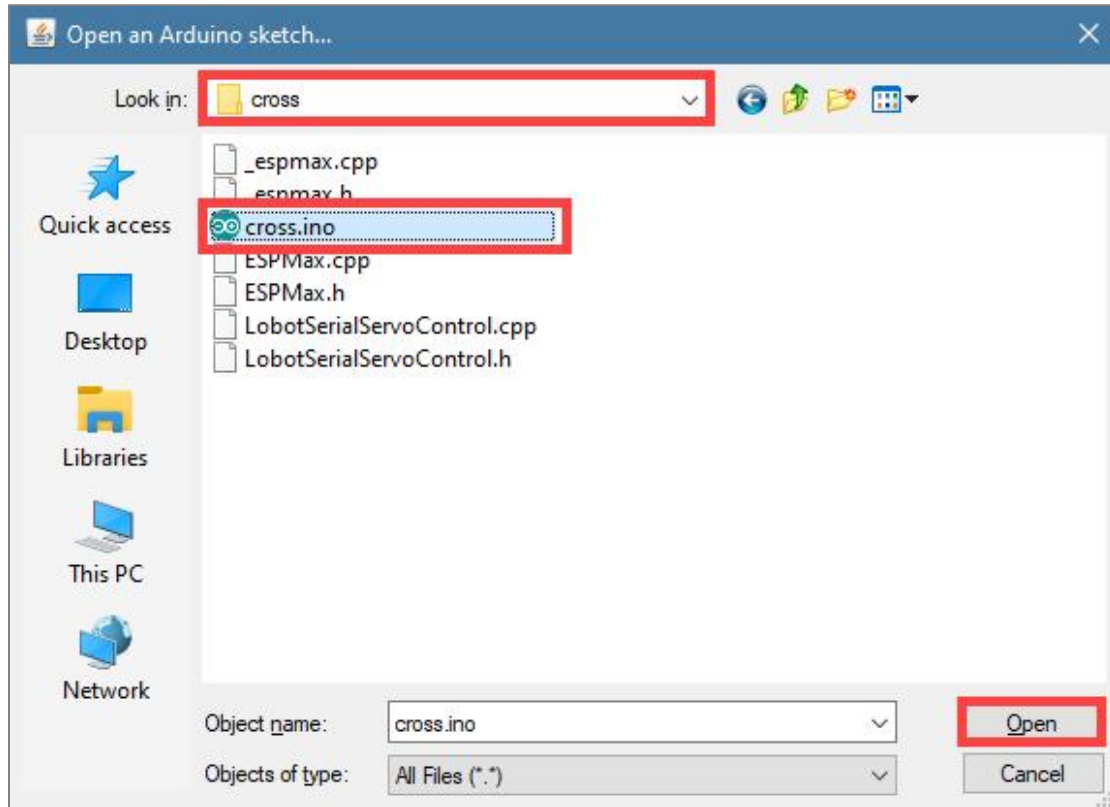 Open an Arduino sketch...
Look in:
cross
Quick access
Desktop
Libraries
This PC
Network
_espmax.cpp
_espmax.h
cross.ino
ESPMax.cpp
ESPMax.h
LobotSerialServoControl.cpp
LobotSerialServoControl.h
Object name:
cross.ino
Open
Objects of type:
All Files (*.*)
Cancel